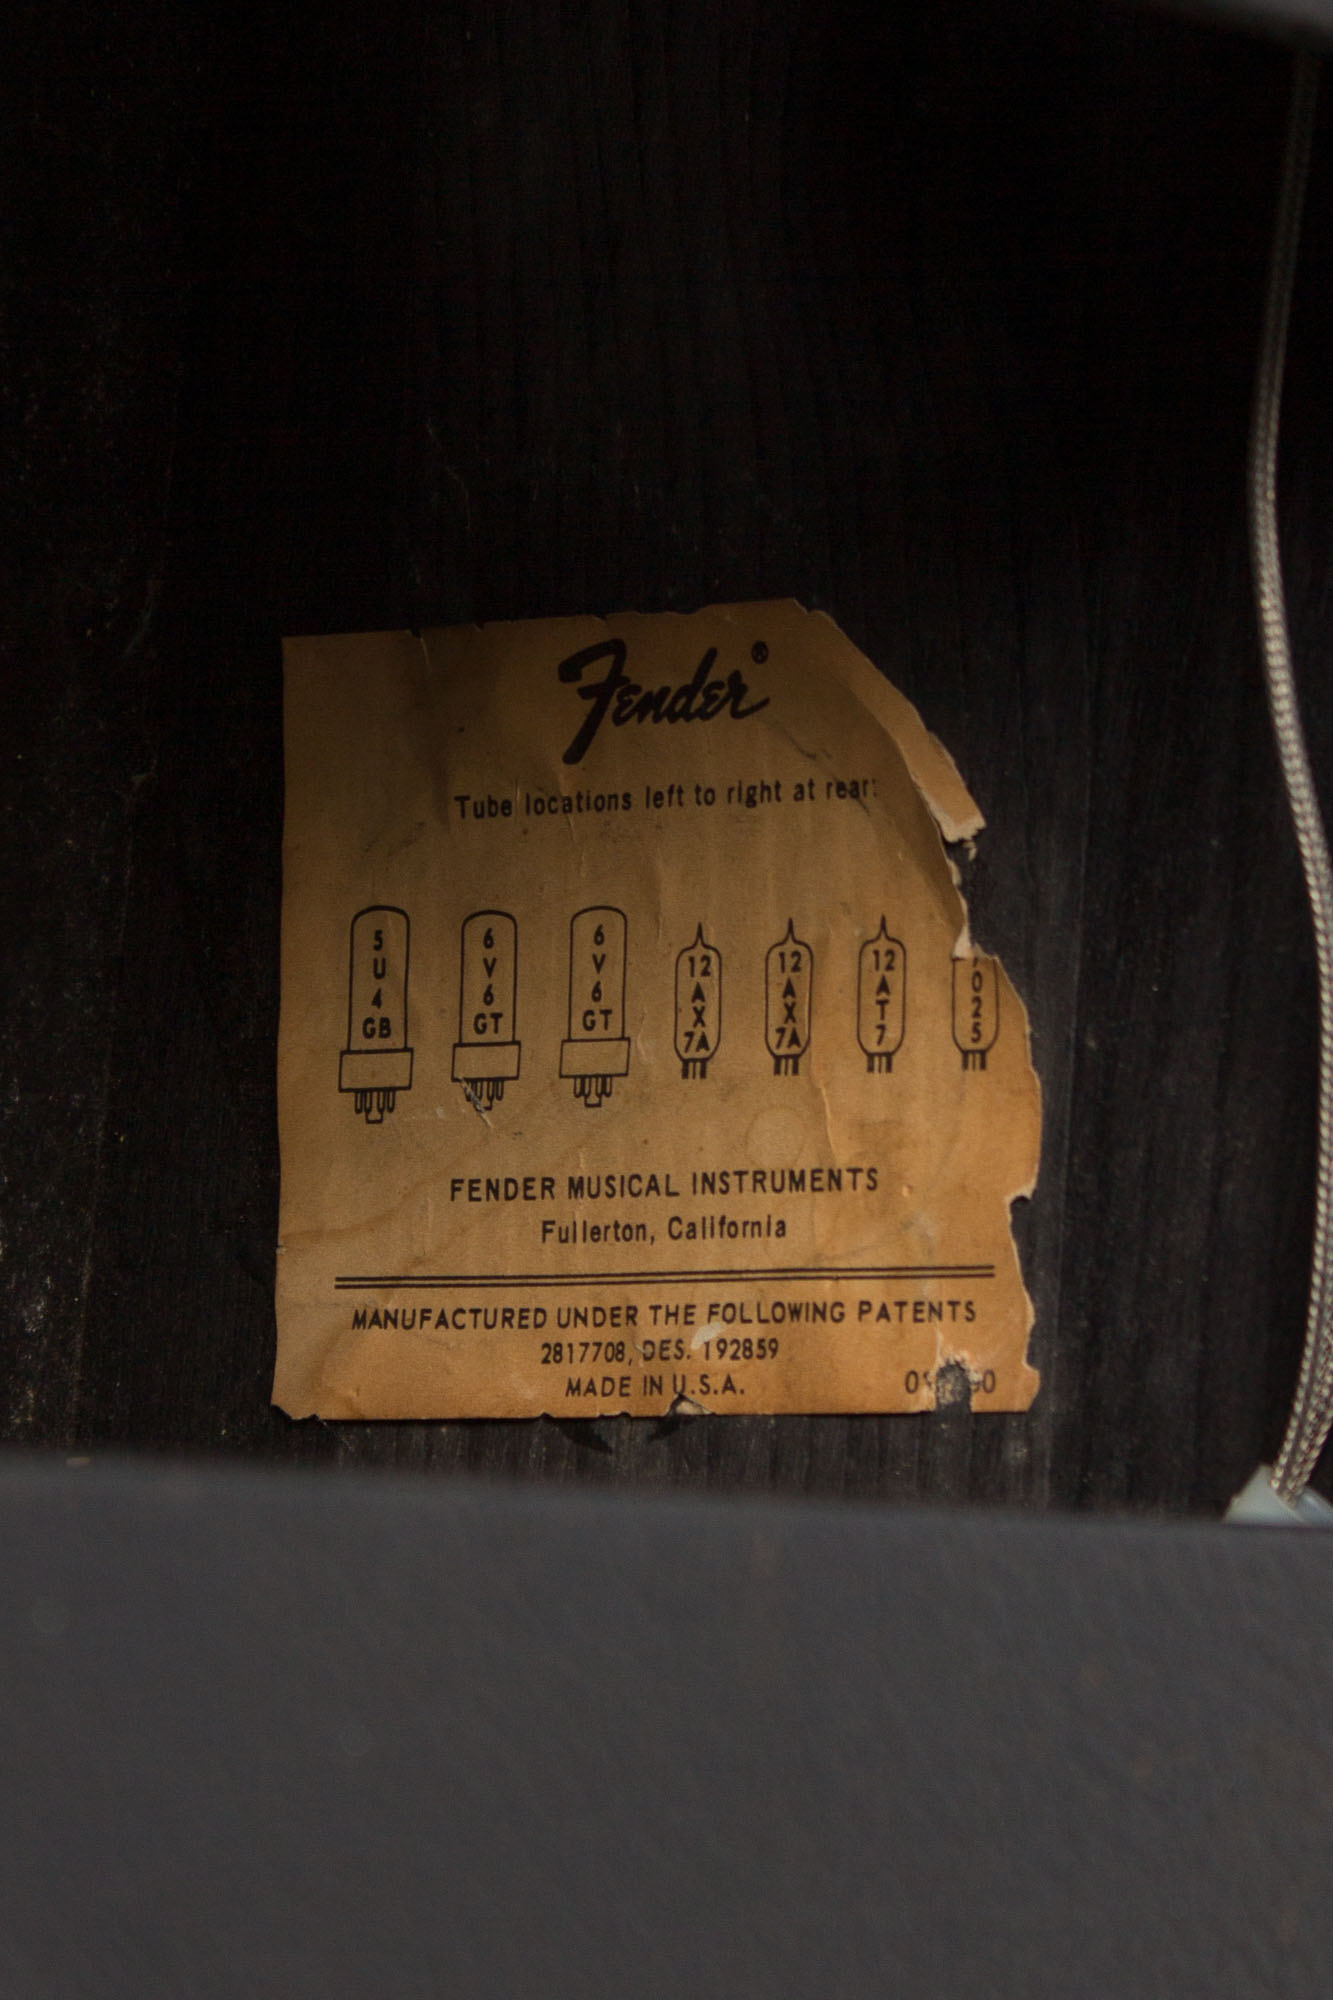 Fender®
Tube locations left to right at rear:
5U4GB 6V6GT 6V6GT 12AX7A 12AX7A 12AT7 7025
FENDER MUSICAL INSTRUMENTS
Fullerton, California
MANUFACTURED UNDER THE FOLLOWING PATENTS
2817708, DES. 192859
MADE IN U.S.A.